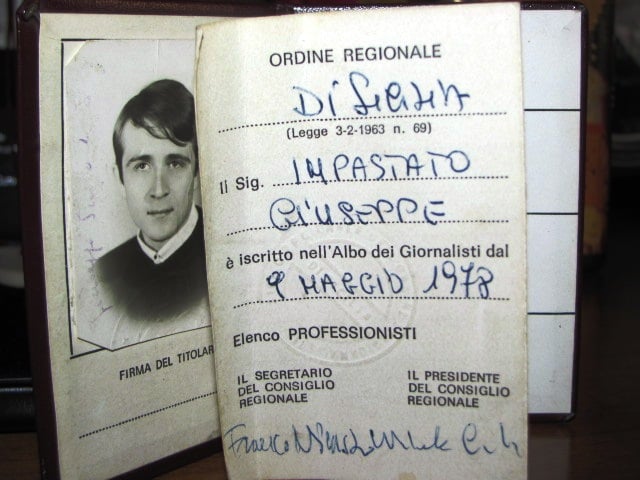 ORDINE REGIONALE
DI SICILIA
(Legge 3-2-1963 n. 69)
Il Sig. IMPASTATO
GIUSEPPE
è iscritto nell'Albo dei Giornalisti dal
9 MAGGIO 1978
Elenco PROFESSIONISTI
IL SEGRETARIO
DEL CONSIGLIO
REGIONALE
IL PRESIDENTE
DEL CONSIGLIO
REGIONALE
FIRMA DEL TITOLAR